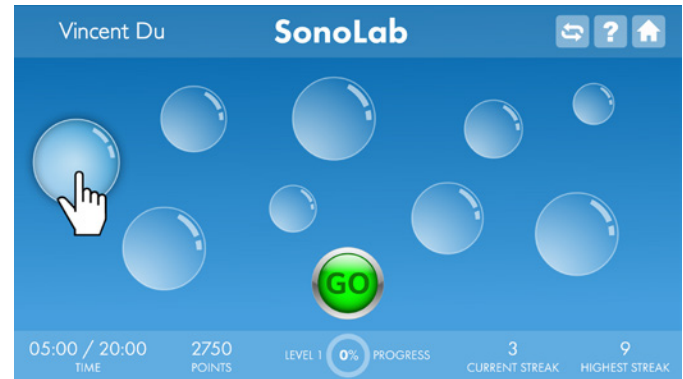 Vincent Du
SonoLab
?
GO
05:00 / 20:00
TIME
2750
POINTS
LEVEL 1 0% PROGRESS
3
CURRENT STREAK
9
HIGHEST STREAK